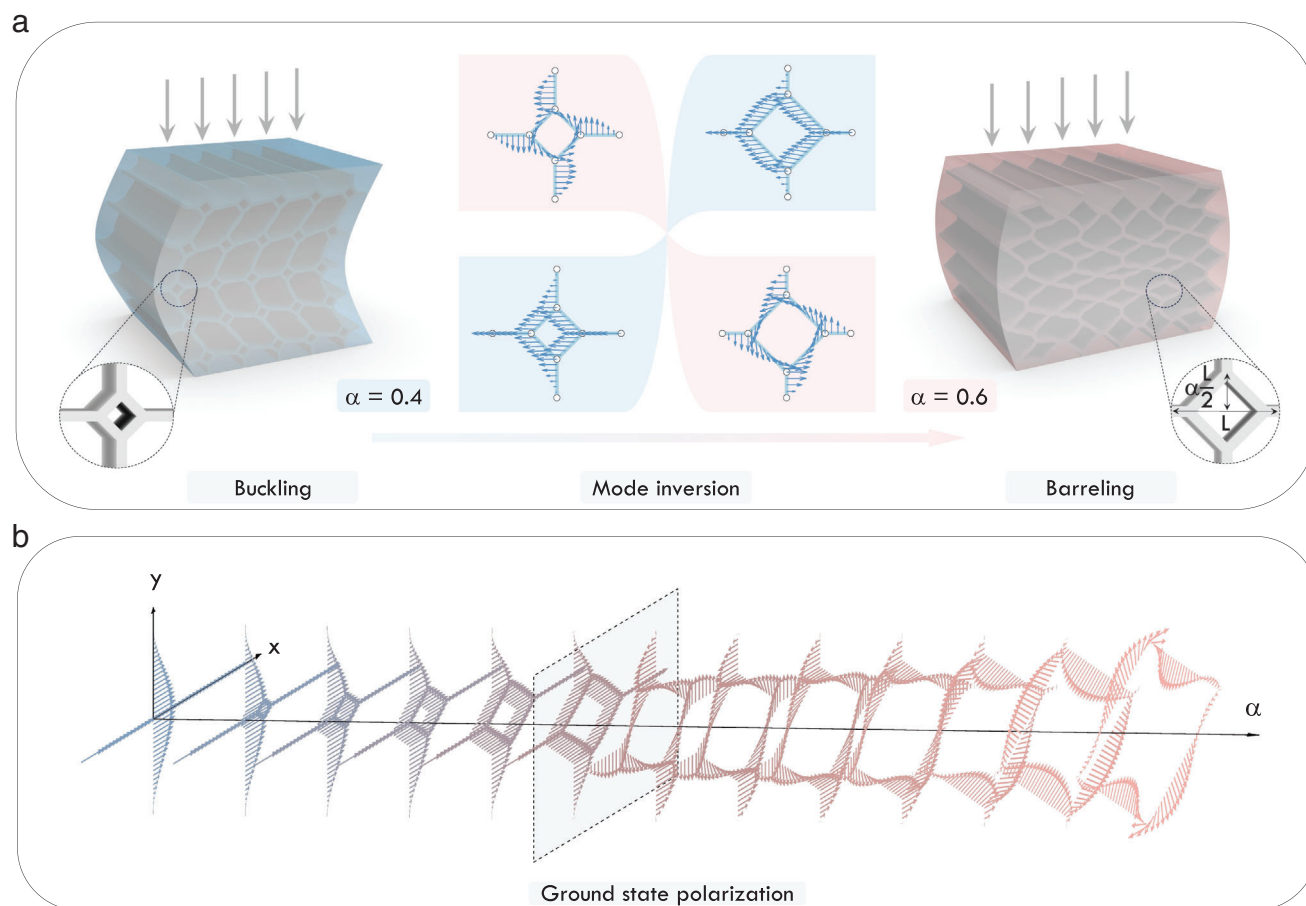 a
α = 0.4
α = 0.6
α L/2
L
Buckling
Mode inversion
Barreling
b
y
x
α
Ground state polarization